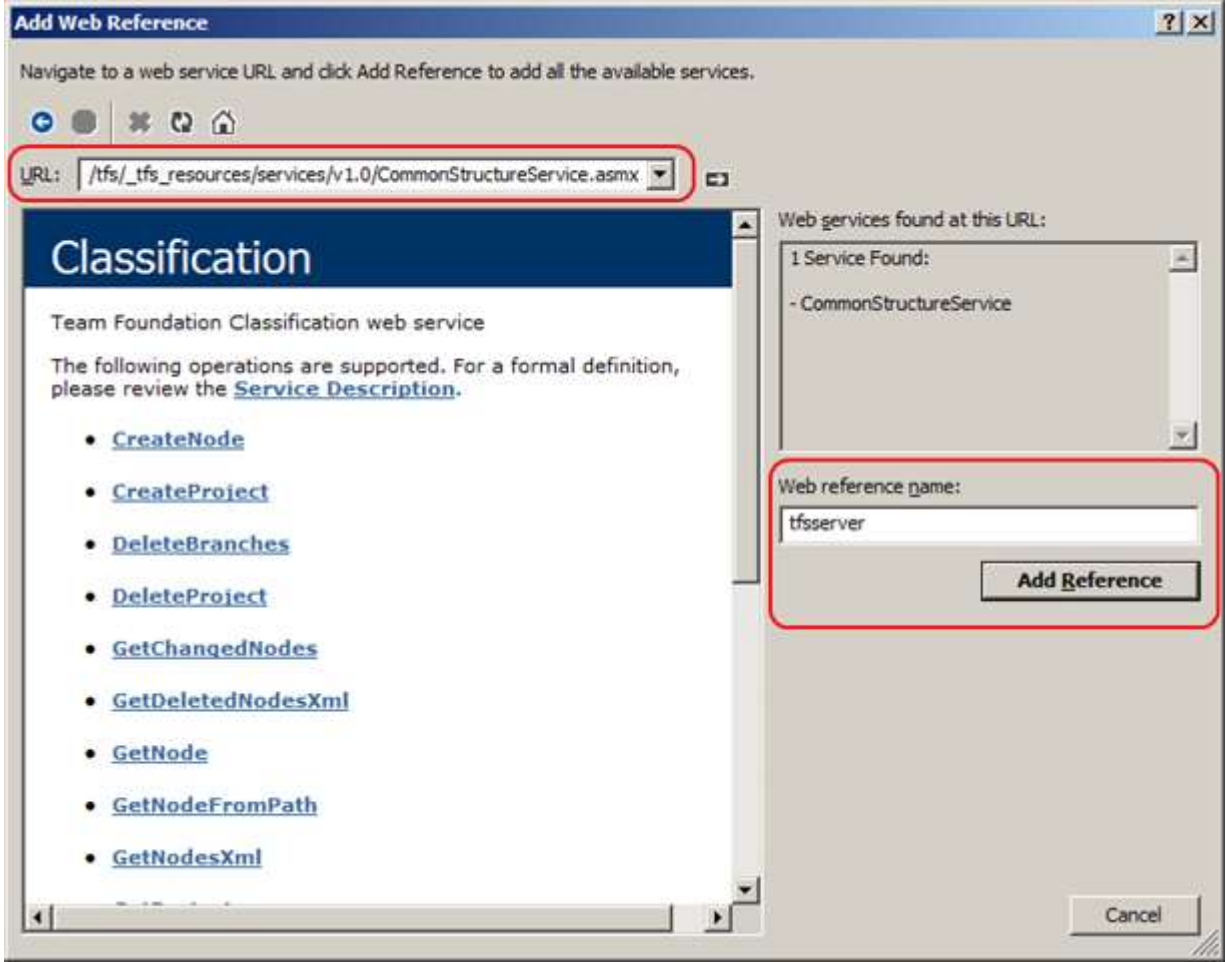 Add Web Reference
Navigate to a web service URL and click Add Reference to add all the available services.
URL: /tfs/_tfs_resources/services/v1.0/CommonStructureService.asmx
Classification
Team Foundation Classification web service
The following operations are supported. For a formal definition,
please review the Service Description.
• CreateNode
• CreateProject
• DeleteBranches
• DeleteProject
• GetChangedNodes
• GetDeletedNodesXml
• GetNode
• GetNodeFromPath
• GetNodesXml
Web services found at this URL:
1 Service Found:
- CommonStructureService
Web reference name:
tfsserver
Add Reference
Cancel